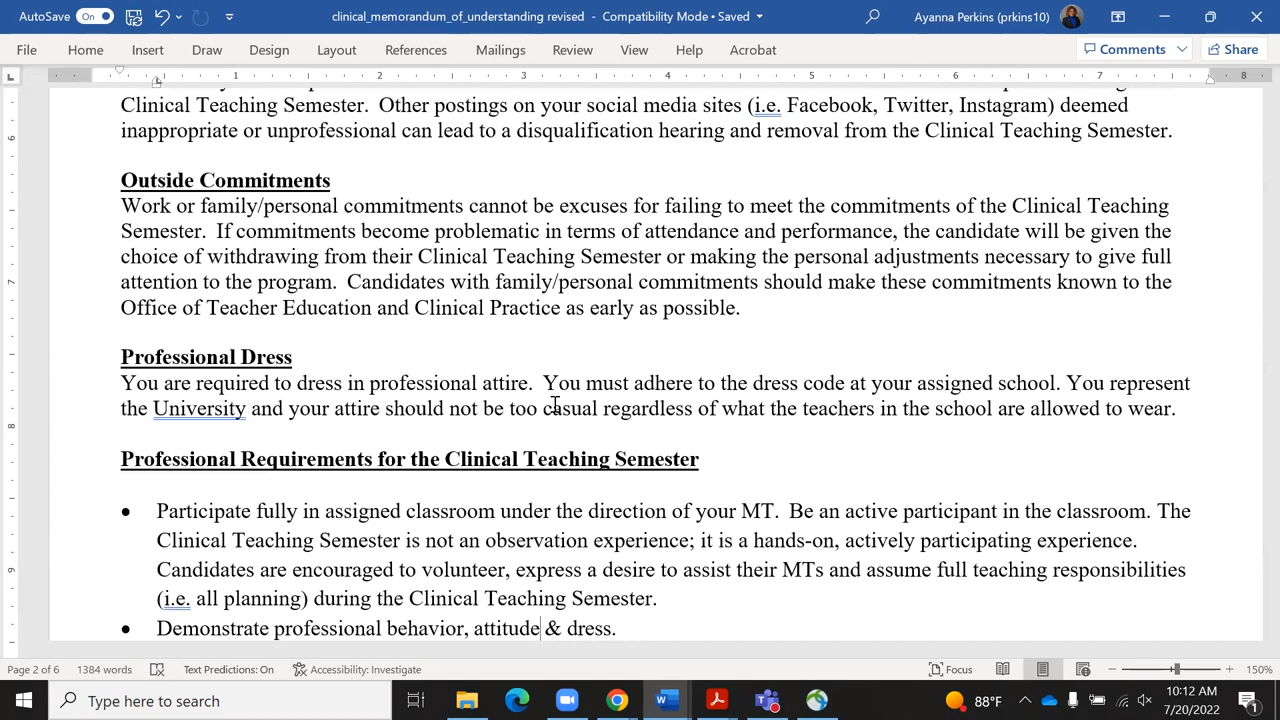 AutoSave On clinical_memorandum_of_understanding revised - Compatibility Mode • Saved Ayanna Perkins (prkins10)
File Home Insert Draw Design Layout References Mailings Review View Help Acrobat Comments Share
1 2 3 4 5 6 7 8
Clinical Teaching Semester. Other postings on your social media sites (i.e. Facebook, Twitter, Instagram) deemed
inappropriate or unprofessional can lead to a disqualification hearing and removal from the Clinical Teaching Semester.
Outside Commitments
Work or family/personal commitments cannot be excuses for failing to meet the commitments of the Clinical Teaching
Semester. If commitments become problematic in terms of attendance and performance, the candidate will be given the
choice of withdrawing from their Clinical Teaching Semester or making the personal adjustments necessary to give full
attention to the program. Candidates with family/personal commitments should make these commitments known to the
Office of Teacher Education and Clinical Practice as early as possible.
Professional Dress
You are required to dress in professional attire. You must adhere to the dress code at your assigned school. You represent
the University and your attire should not be too casual regardless of what the teachers in the school are allowed to wear.
Professional Requirements for the Clinical Teaching Semester
• Participate fully in assigned classroom under the direction of your MT. Be an active participant in the classroom. The
Clinical Teaching Semester is not an observation experience; it is a hands-on, actively participating experience.
Candidates are encouraged to volunteer, express a desire to assist their MTs and assume full teaching responsibilities
(i.e. all planning) during the Clinical Teaching Semester.
• Demonstrate professional behavior, attitude & dress.
6
7
8
9
Page 2 of 6 1384 words Text Predictions: On Accessibility: Investigate Focus 150%
Type here to search 88°F 10:12 AM
7/20/2022 1